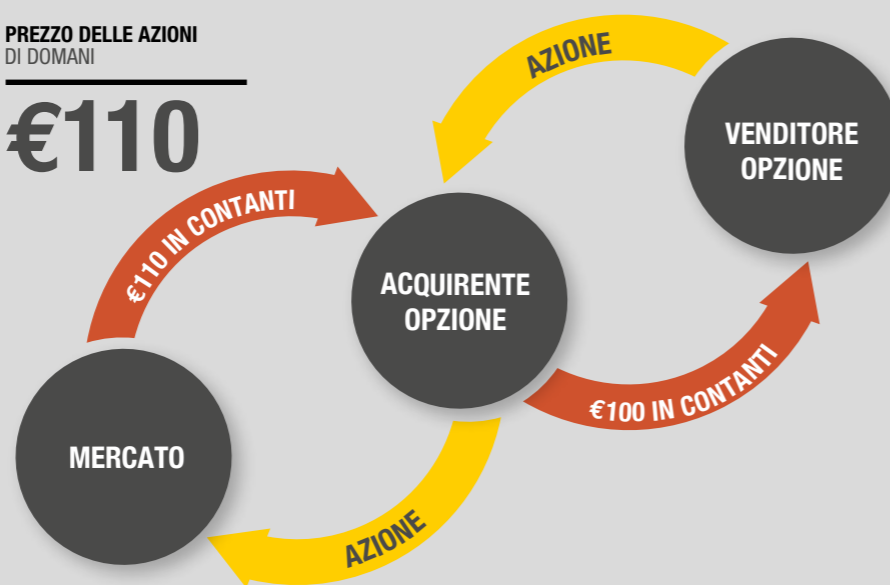 PREZZO DELLE AZIONI
DI DOMANI
€110
AZIONE
VENDITORE
OPZIONE
€110 IN CONTANTI
ACQUIRENTE
OPZIONE
€100 IN CONTANTI
MERCATO
AZIONE